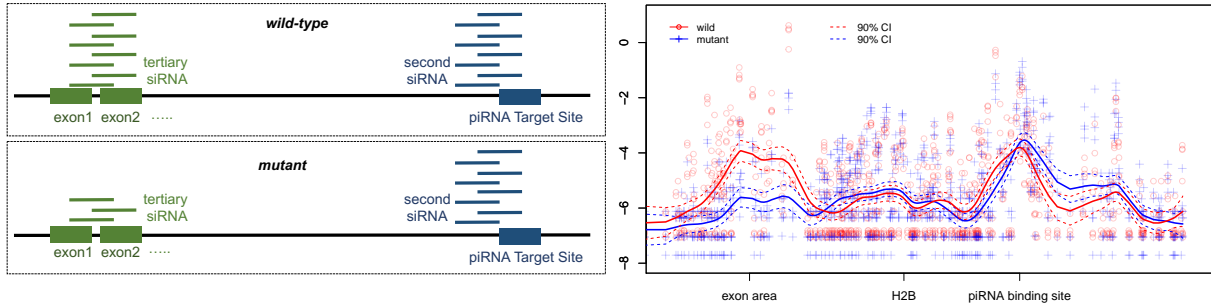 wild-type
tertiary
siRNA
second
siRNA
exon1 exon2 .....
piRNA Target Site
mutant
tertiary
siRNA
second
siRNA
exon1 exon2 .....
piRNA Target Site
wild 90% CI
mutant 90% CI
0
-2
-4
-6
-8
exon area H2B piRNA binding site